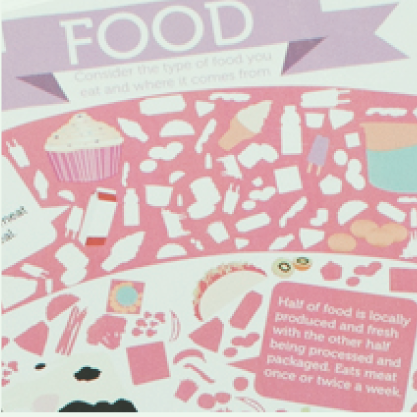 FOOD
Consider the type of food you
eat and where it comes from
meat
Half of food is locally
produced and fresh
with the other half
being processed and
packaged. Eats meat
once or twice a week.